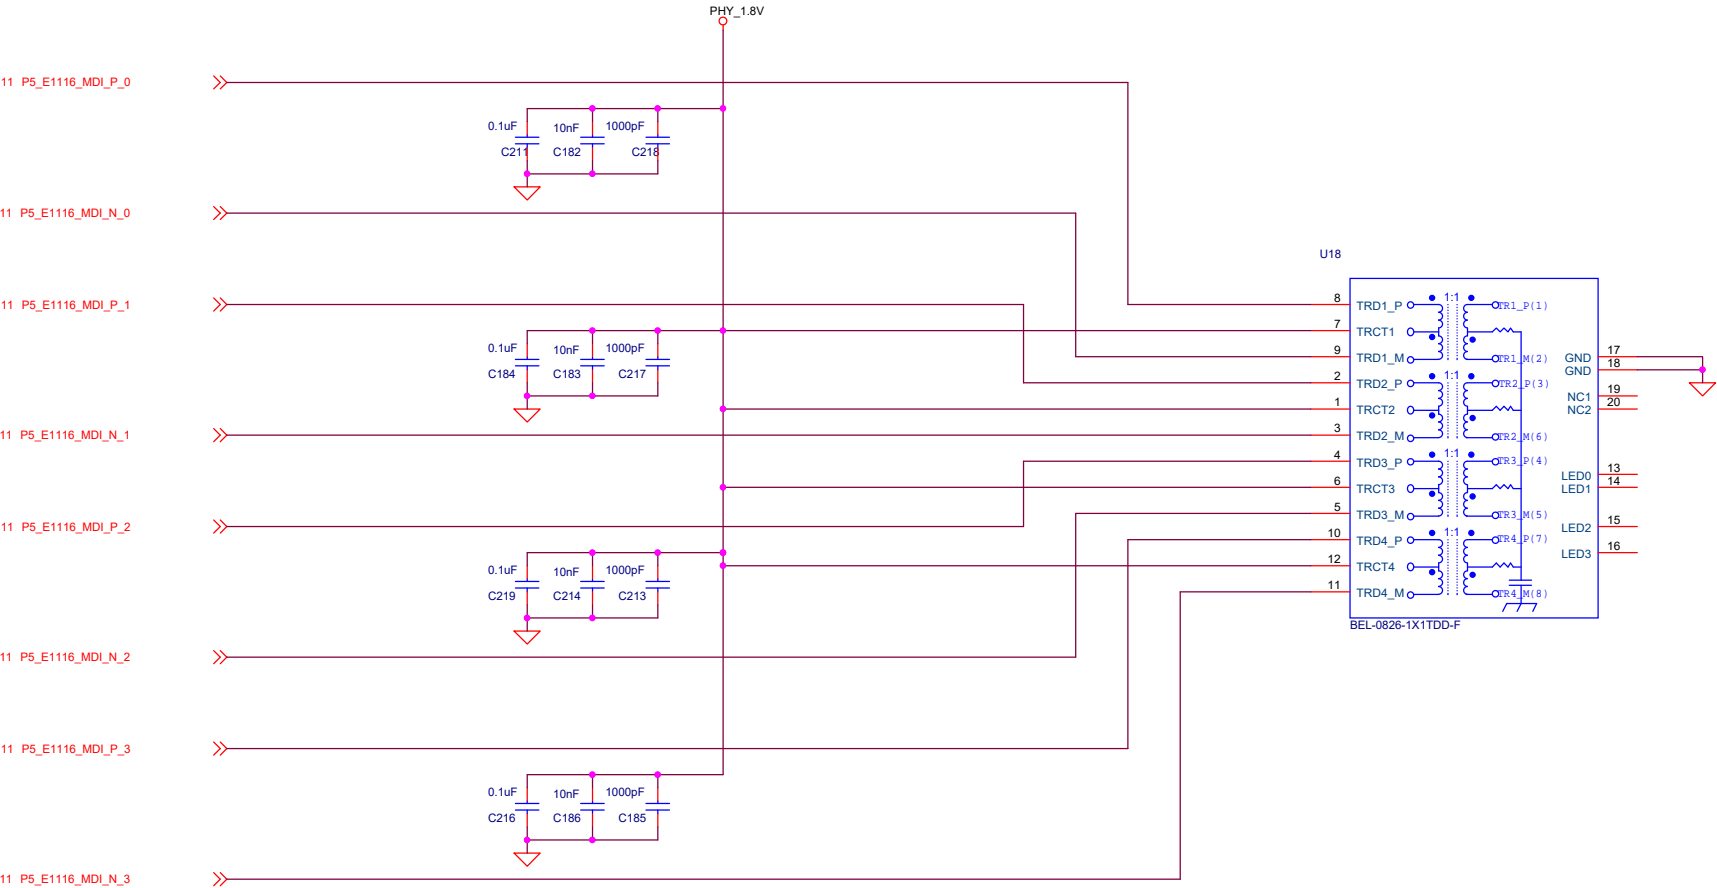 PHY_1.8V
11 P5_E1116_MDI_P_0
0.1uF 10nF 1000pF
C211 C182 C218
11 P5_E1116_MDI_N_0
11 P5_E1116_MDI_P_1
0.1uF 10nF 1000pF
C184 C183 C217
11 P5_E1116_MDI_N_1
11 P5_E1116_MDI_P_2
0.1uF 10nF 1000pF
C219 C214 C213
11 P5_E1116_MDI_N_2
11 P5_E1116_MDI_P_3
0.1uF 10nF 1000pF
C216 C186 C185
11 P5_E1116_MDI_N_3
U18
8 TRD1_P 1:1 TR1_P(1)
7 TRCT1
9 TRD1_M TR1_M(2)
2 TRD2_P 1:1 TR2_P(3)
1 TRCT2
3 TRD2_M TR2_M(6)
4 TRD3_P 1:1 TR3_P(4)
6 TRCT3
5 TRD3_M TR3_M(5)
10 TRD4_P 1:1 TR4_P(7)
12 TRCT4
11 TRD4_M TR4_M(8)
GND 17
GND 18
NC1 19
NC2 20
LED0 13
LED1 14
LED2 15
LED3 16
BEL-0826-1X1TDD-F